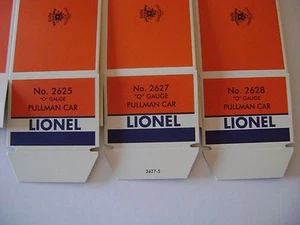 No. 2625
"O" GAUGE
PULLMAN CAR
LIONEL
No. 2627
"O" GAUGE
PULLMAN CAR
LIONEL
2627-5
No. 2628
"O" GAUGE
PULLMAN CAR
LIONEL